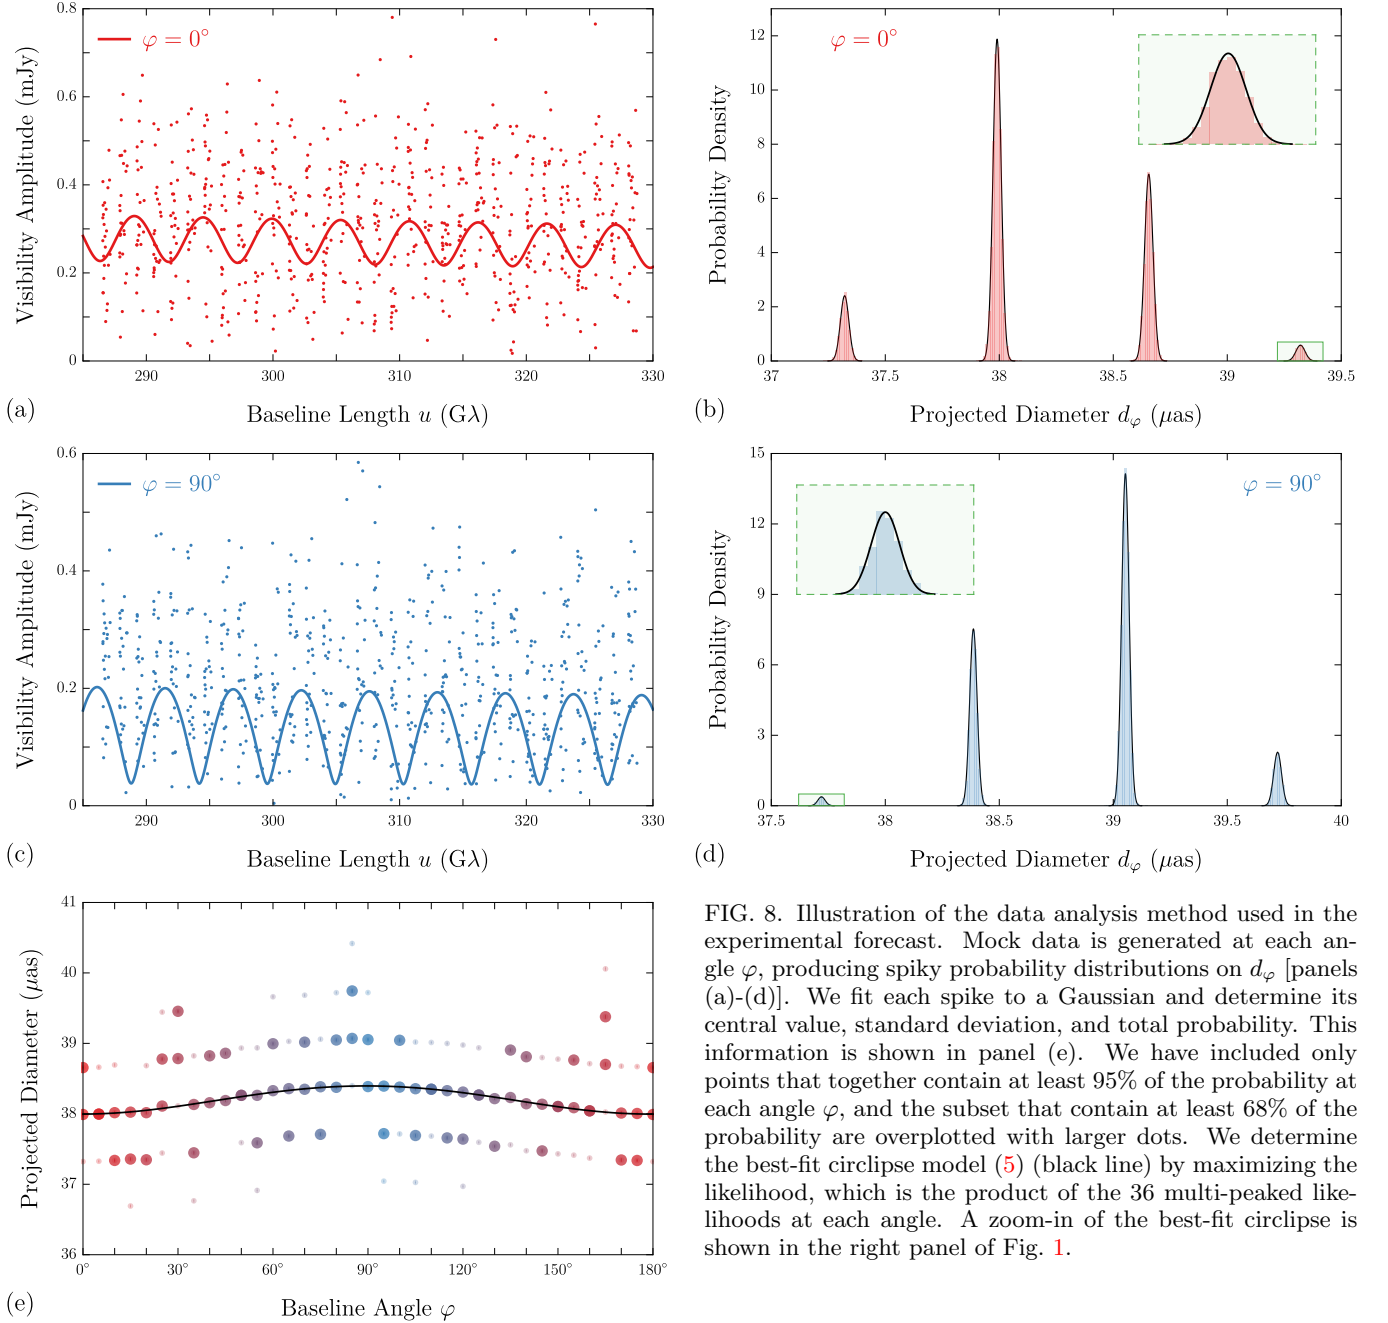 0.8
0.6
0.4
0.2
0
φ = 0°
Visibility Amplitude (mJy)
290
300
310
320
330
Baseline Length u (Gλ)
(a)
12
10
8
6
4
2
0
φ = 0°
Probability Density
37
37.5
38
38.5
39
39.5
Projected Diameter dφ (μas)
(b)
0.6
0.4
0.2
0
φ = 90°
Visibility Amplitude (mJy)
290
300
310
320
330
Baseline Length u (Gλ)
(c)
15
12
9
6
3
0
φ = 90°
Probability Density
37.5
38
38.5
39
39.5
40
Projected Diameter dφ (μas)
(d)
41
40
39
38
37
36
Projected Diameter (μas)
0°
30°
60°
90°
120°
150°
180°
Baseline Angle φ
(e)
FIG. 8. Illustration of the data analysis method used in the
experimental forecast. Mock data is generated at each an-
gle φ, producing spiky probability distributions on dφ [panels
(a)-(d)]. We fit each spike to a Gaussian and determine its
central value, standard deviation, and total probability. This
information is shown in panel (e). We have included only
points that together contain at least 95% of the probability at
each angle φ, and the subset that contain at least 68% of the
probability are overplotted with larger dots. We determine
the best-fit circlipse model (5) (black line) by maximizing the
likelihood, which is the product of the 36 multi-peaked like-
lihoods at each angle. A zoom-in of the best-fit circlipse is
shown in the right panel of Fig. 1.